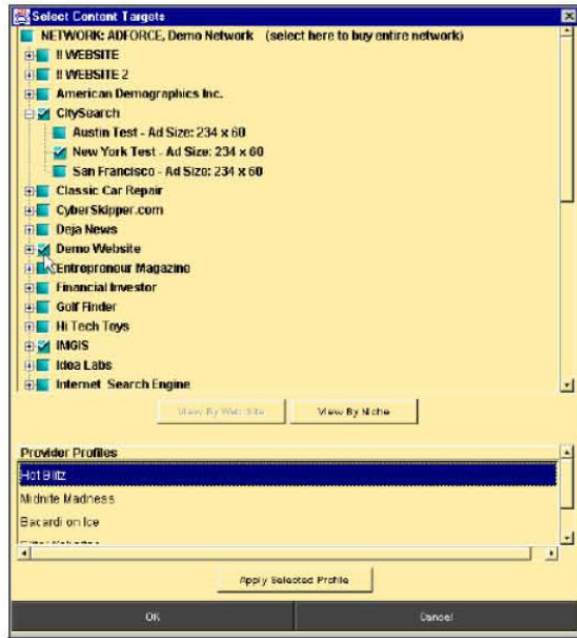 Select Content Targets
NETWORK: ADFORCE, Demo Network (select here to buy entire network)
!! WEBSITE
!! WEBSITE 2
American Demographics Inc.
CitySearch
Austin Test - Ad Size: 234 x 60
New York Test - Ad Size: 234 x 60
San Francisco - Ad Size: 234 x 60
Classic Car Repair
CyberSkipper.com
Deja News
Demo Website
Entrepreneur Magazine
Financial Investor
Golf Finder
Hi Tech Toys
IMGIS
Idea Labs
Internet Search Engine
View By Web Site View By Niche
Provider Profiles
Hot Blitz
Midnite Madness
Bacardi on Ice
Apply Selected Profile
OK Cancel